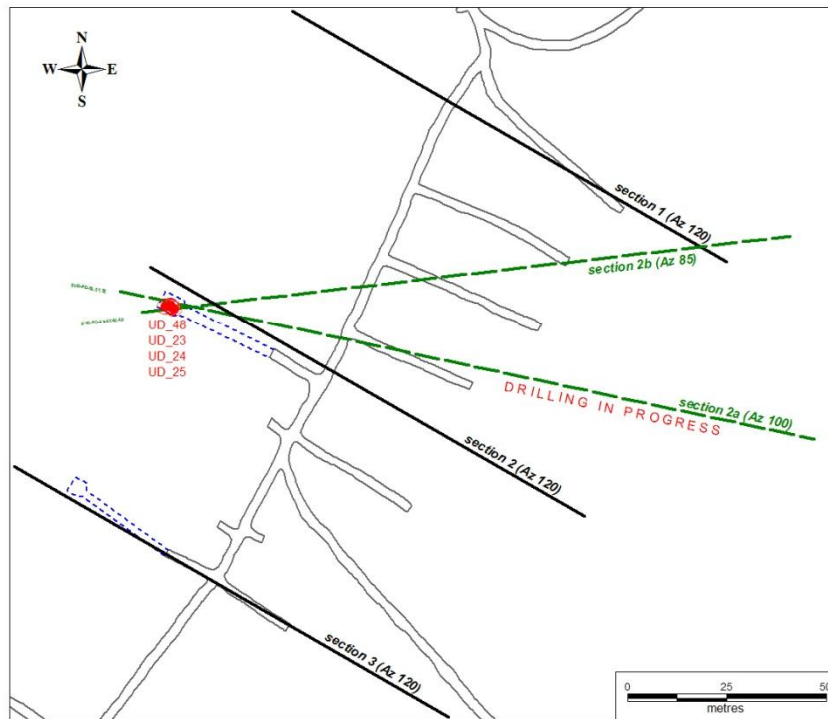 N
W E
S
section 1 (Az 120)
section 2b (Az 85)
UD_48
UD_23
UD_24
UD_25
section 2a (Az 100)
DRILLING IN PROGRESS
section 2 (Az 120)
section 3 (Az 120)
0 25 50
metres